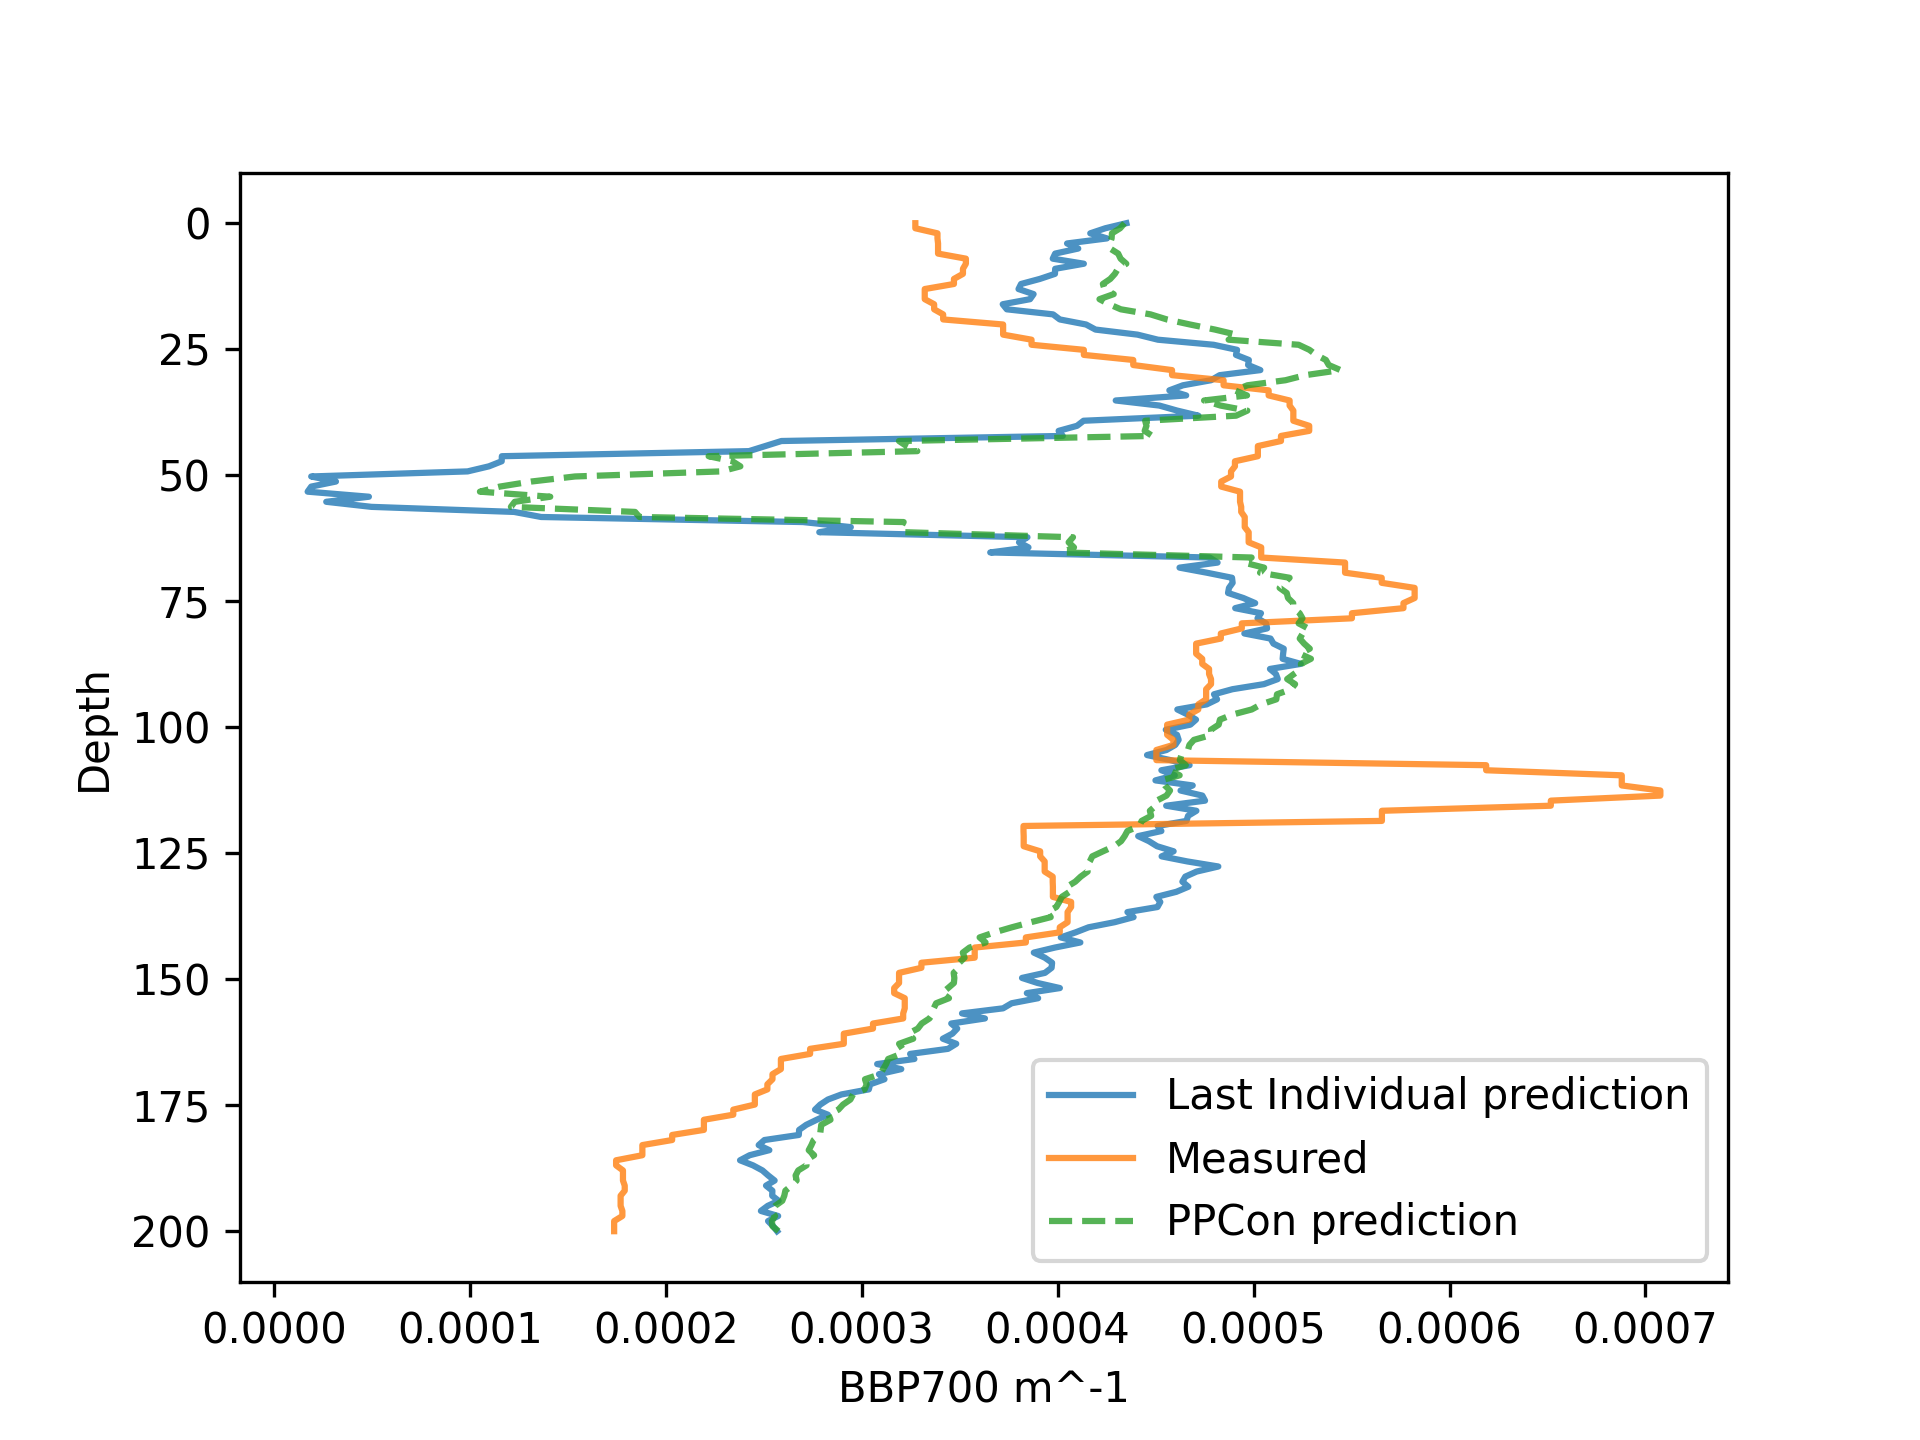 0
25
50
75
100
125
150
175
200
Depth
0.0000 0.0001 0.0002 0.0003 0.0004 0.0005 0.0006 0.0007
BBP700 m^-1
Last Individual prediction
Measured
PPCon prediction